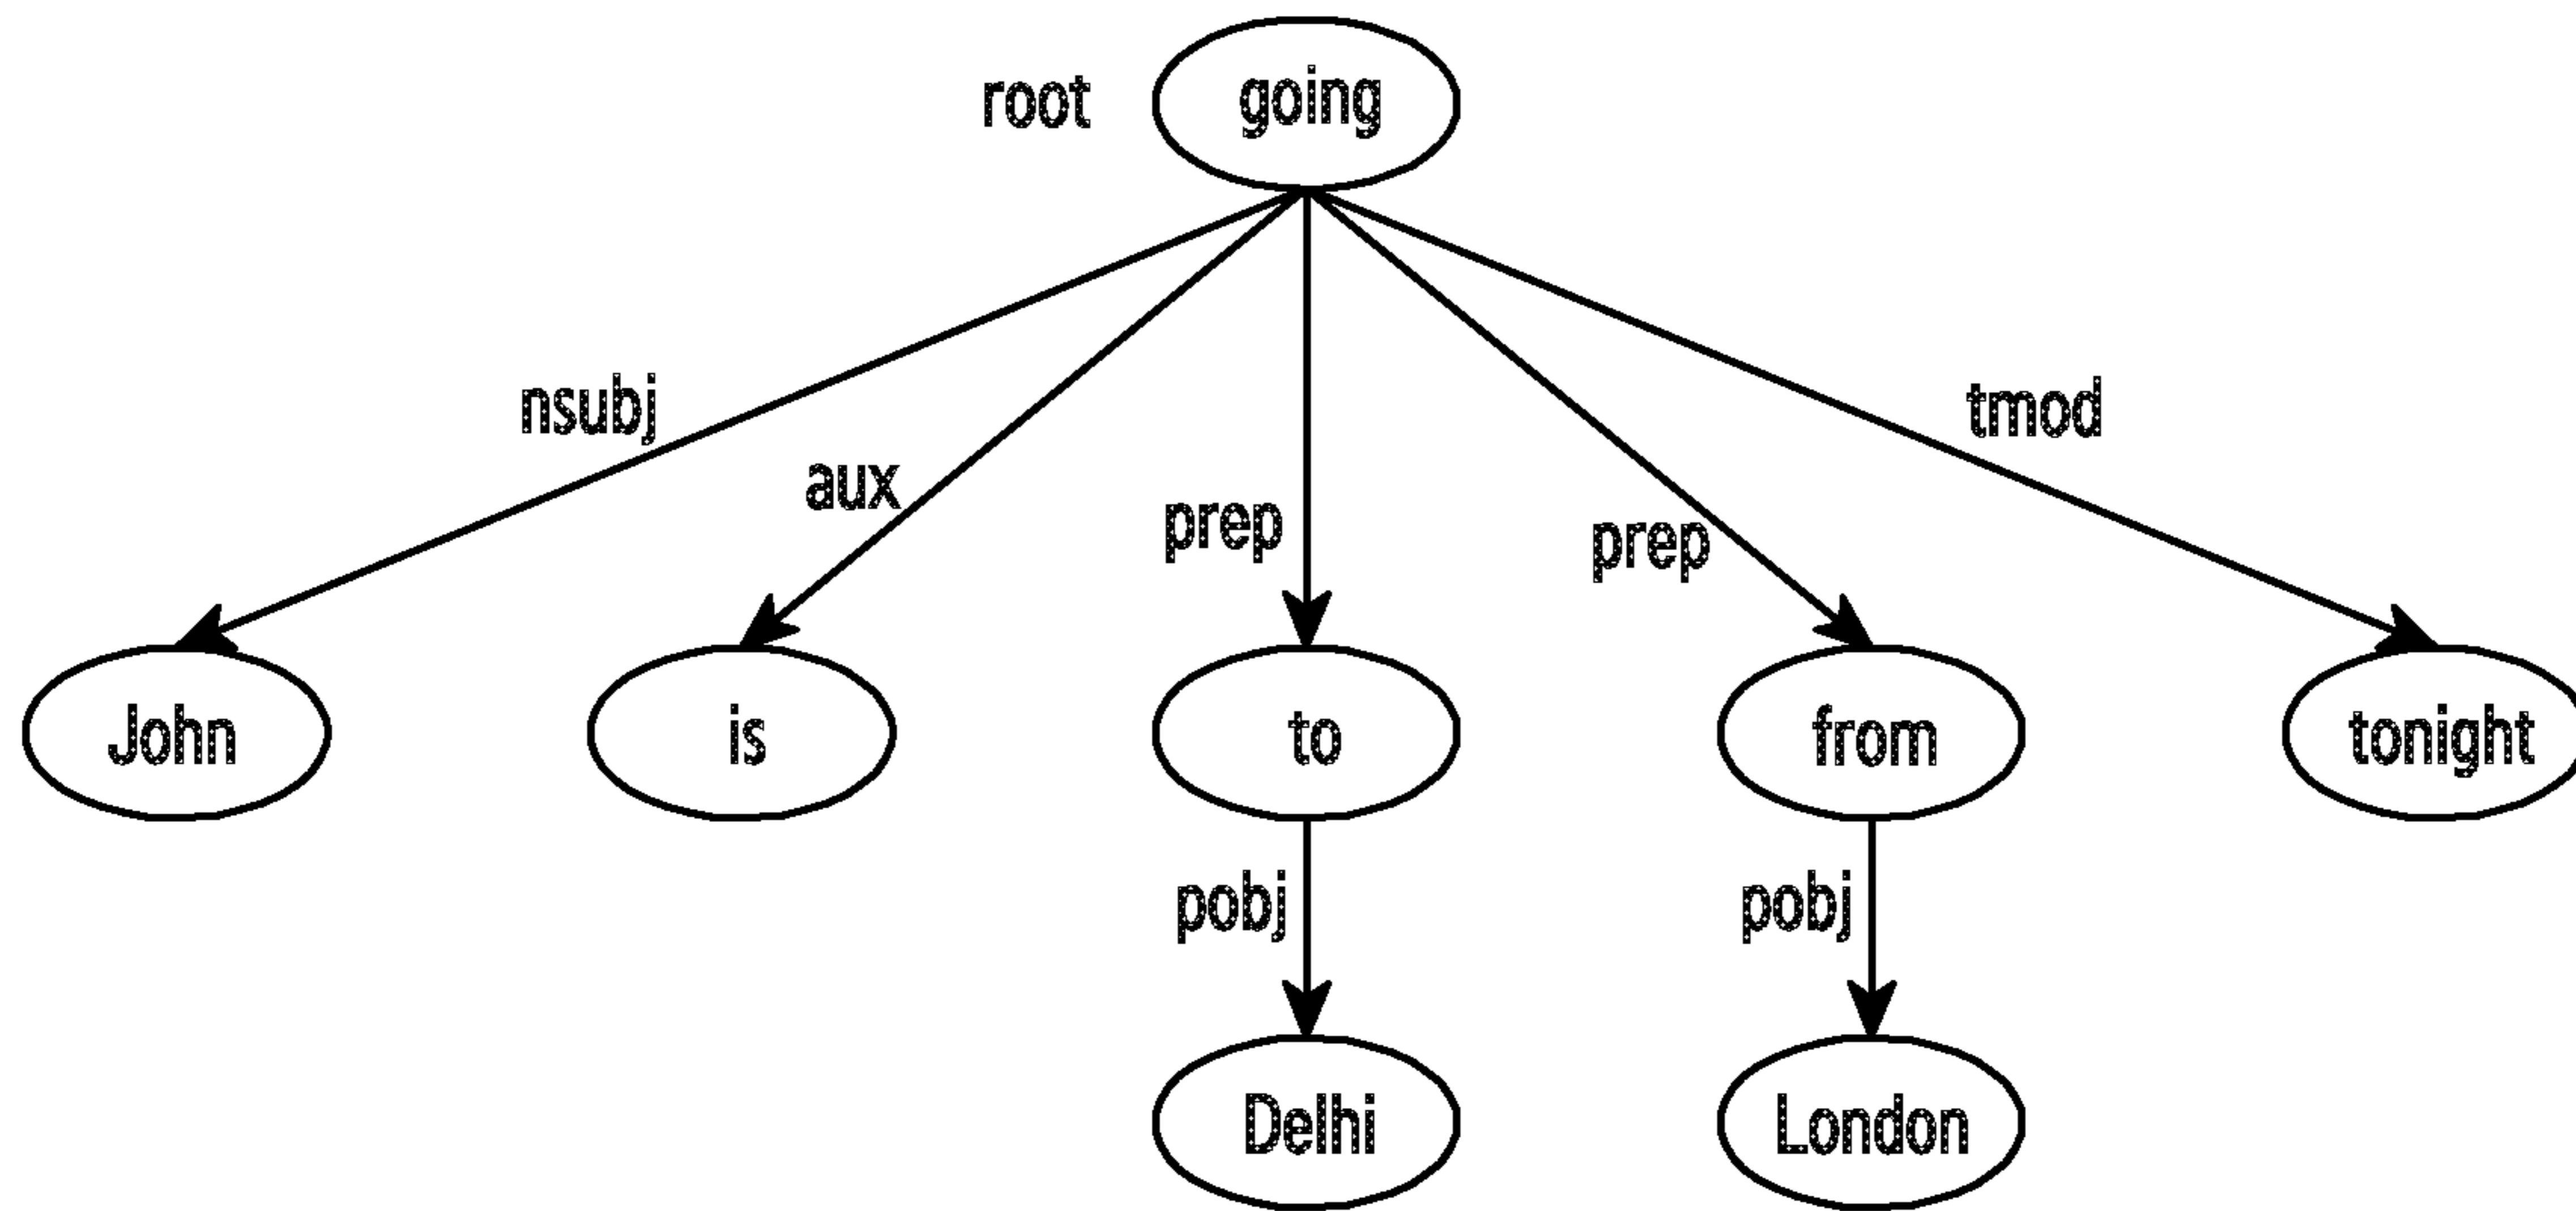 root going
nsubj tmod
aux
prep prep
John is to from tonight
pobj pobj
Delhi London